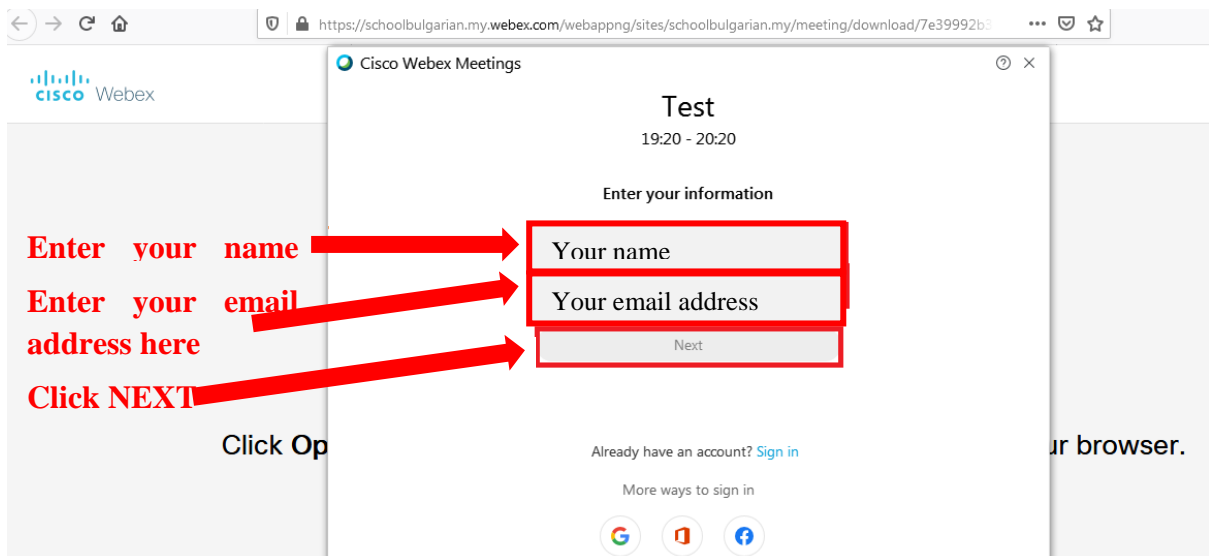 https://schoolbulgarian.my.webex.com/webappng/sites/schoolbulgarian.my/meeting/download/7e39992b3
Cisco Webex Meetings
cisco Webex
Test
19:20 - 20:20
Enter your information
Enter your name
Your name
Enter your email
address here
Your email address
Next
Click NEXT
Click Op
ur browser.
Already have an account? Sign in
More ways to sign in